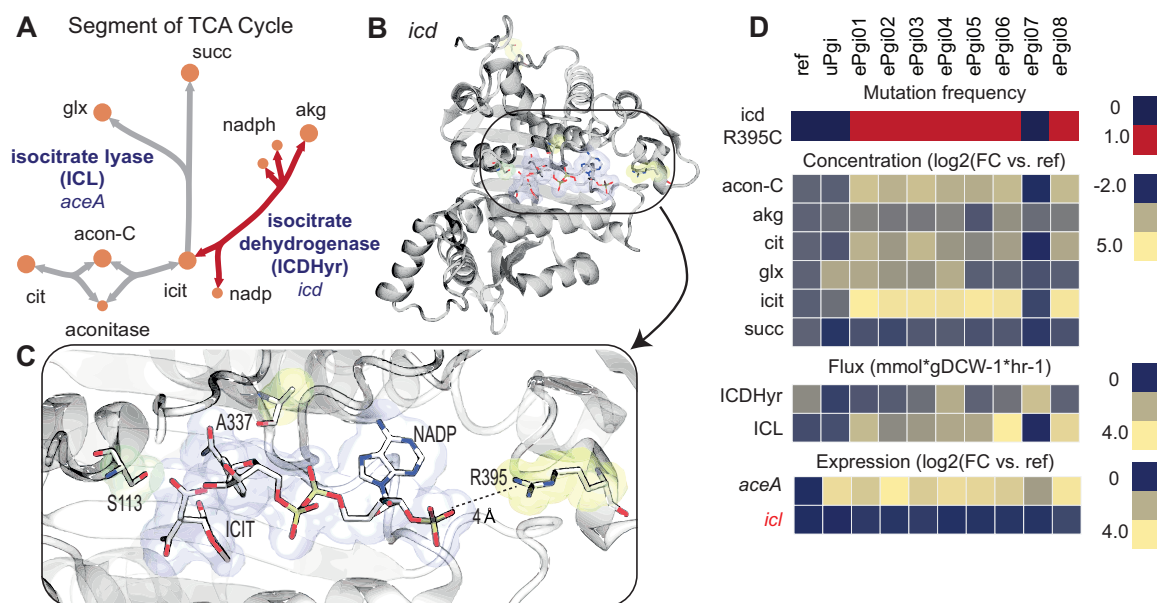 A
Segment of TCA Cycle
succ
glx
akg
nadph
isocitrate lyase
(ICL)
aceA
isocitrate
dehydrogenase
(ICDHyr)
icd
acon-C
cit
icit
nadp
aconitase
B
icd
C
A337
NADP
R395
S113
4 Å
ICIT
D
ref
uPgi
ePgi01
ePgi02
ePgi03
ePgi04
ePgi05
ePgi06
ePgi07
ePgi08
Mutation frequency
icd
R395C
0
1.0
Concentration (log2(FC vs. ref)
acon-C
akg
cit
glx
icit
succ
-2.0
5.0
Flux (mmol*gDCW-1*hr-1)
ICDHyr
ICL
0
4.0
Expression (log2(FC vs. ref)
aceA
icl
0
4.0